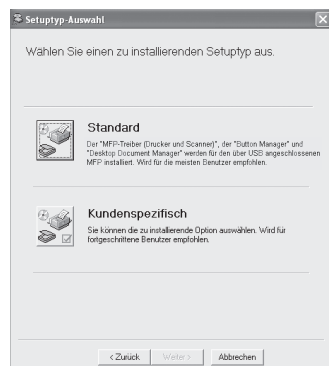 Setuptyp-Auswahl
Wählen Sie einen zu installierenden Setuptyp aus.
Standard
Der "MFP-Treiber (Drucker und Scanner)", der "Button Manager" und
"Desktop Document Manager" werden für den über USB angeschlossenen
MFP installiert. Wird für die meisten Benutzer empfohlen.
Kundenspezifisch
Sie können die zu installierende Option auswählen. Wird für
fortgeschrittene Benutzer empfohlen.
< Zurück Weiter > Abbrechen